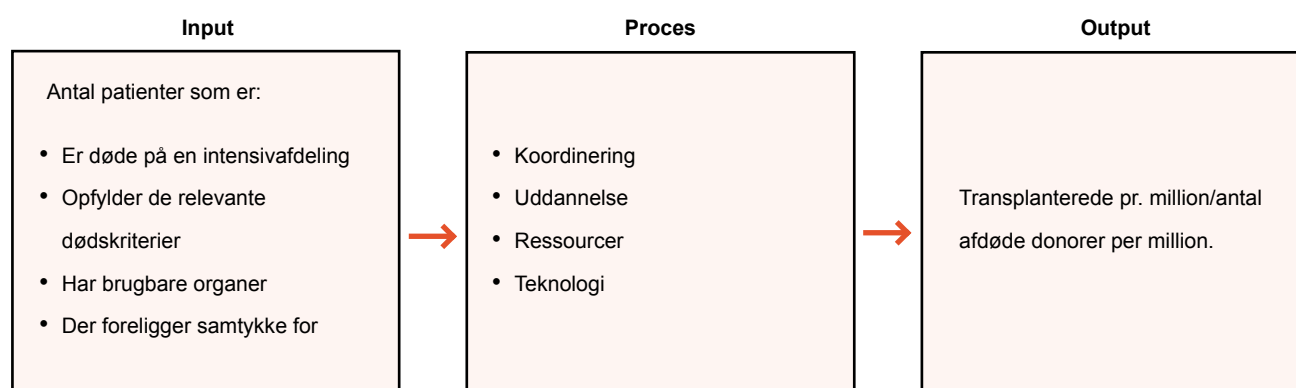 Input
Antal patienter som er:
• Er døde på en intensivafdeling
• Opfylder de relevante
dødskriterier
• Har brugbare organer
• Der foreligger samtykke for
Proces
• Koordinering
• Uddannelse
• Ressourcer
• Teknologi
Output
Transplanterede pr. million/antal
afdøde donorer per million.